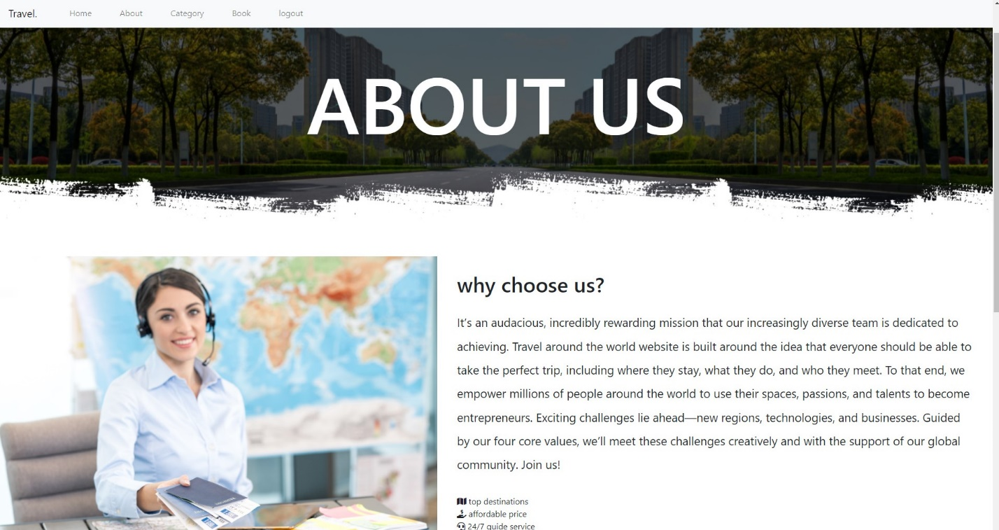 Travel. Home About Category Book logout
ABOUT US
why choose us?
It’s an audacious, incredibly rewarding mission that our increasingly diverse team is dedicated to
achieving. Travel around the world website is built around the idea that everyone should be able to
take the perfect trip, including where they stay, what they do, and who they meet. To that end, we
empower millions of people around the world to use their spaces, passions, and talents to become
entrepreneurs. Exciting challenges lie ahead—new regions, technologies, and businesses. Guided
by our four core values, we’ll meet these challenges creatively and with the support of our global
community. Join us!
top destinations
affordable price
24/7 guide service